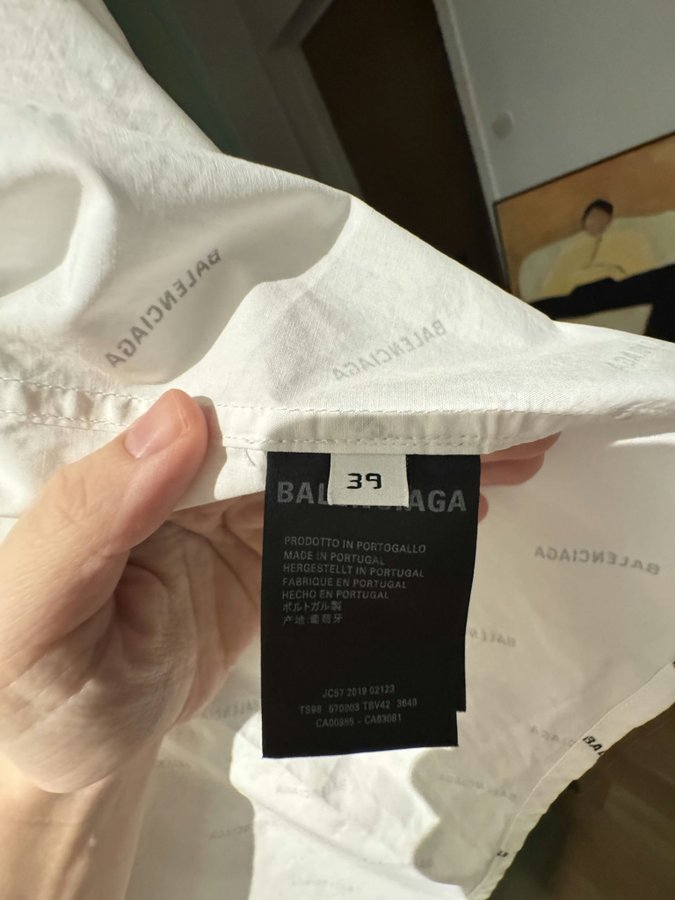 BALENCIAGA
BALENCIAGA
39
BALENCIAGA
PRODOTTO IN PORTOGALLO
MADE IN PORTUGAL
HERGESTELLT IN PORTUGAL
FABRIQUE EN PORTUGAL
HECHO EN PORTUGAL
ポルトガル製
产地:葡萄牙
JC57 2019 02123
TS98 570003 TBV42 3640
CA00985 - CA63081
BALENCIAGA